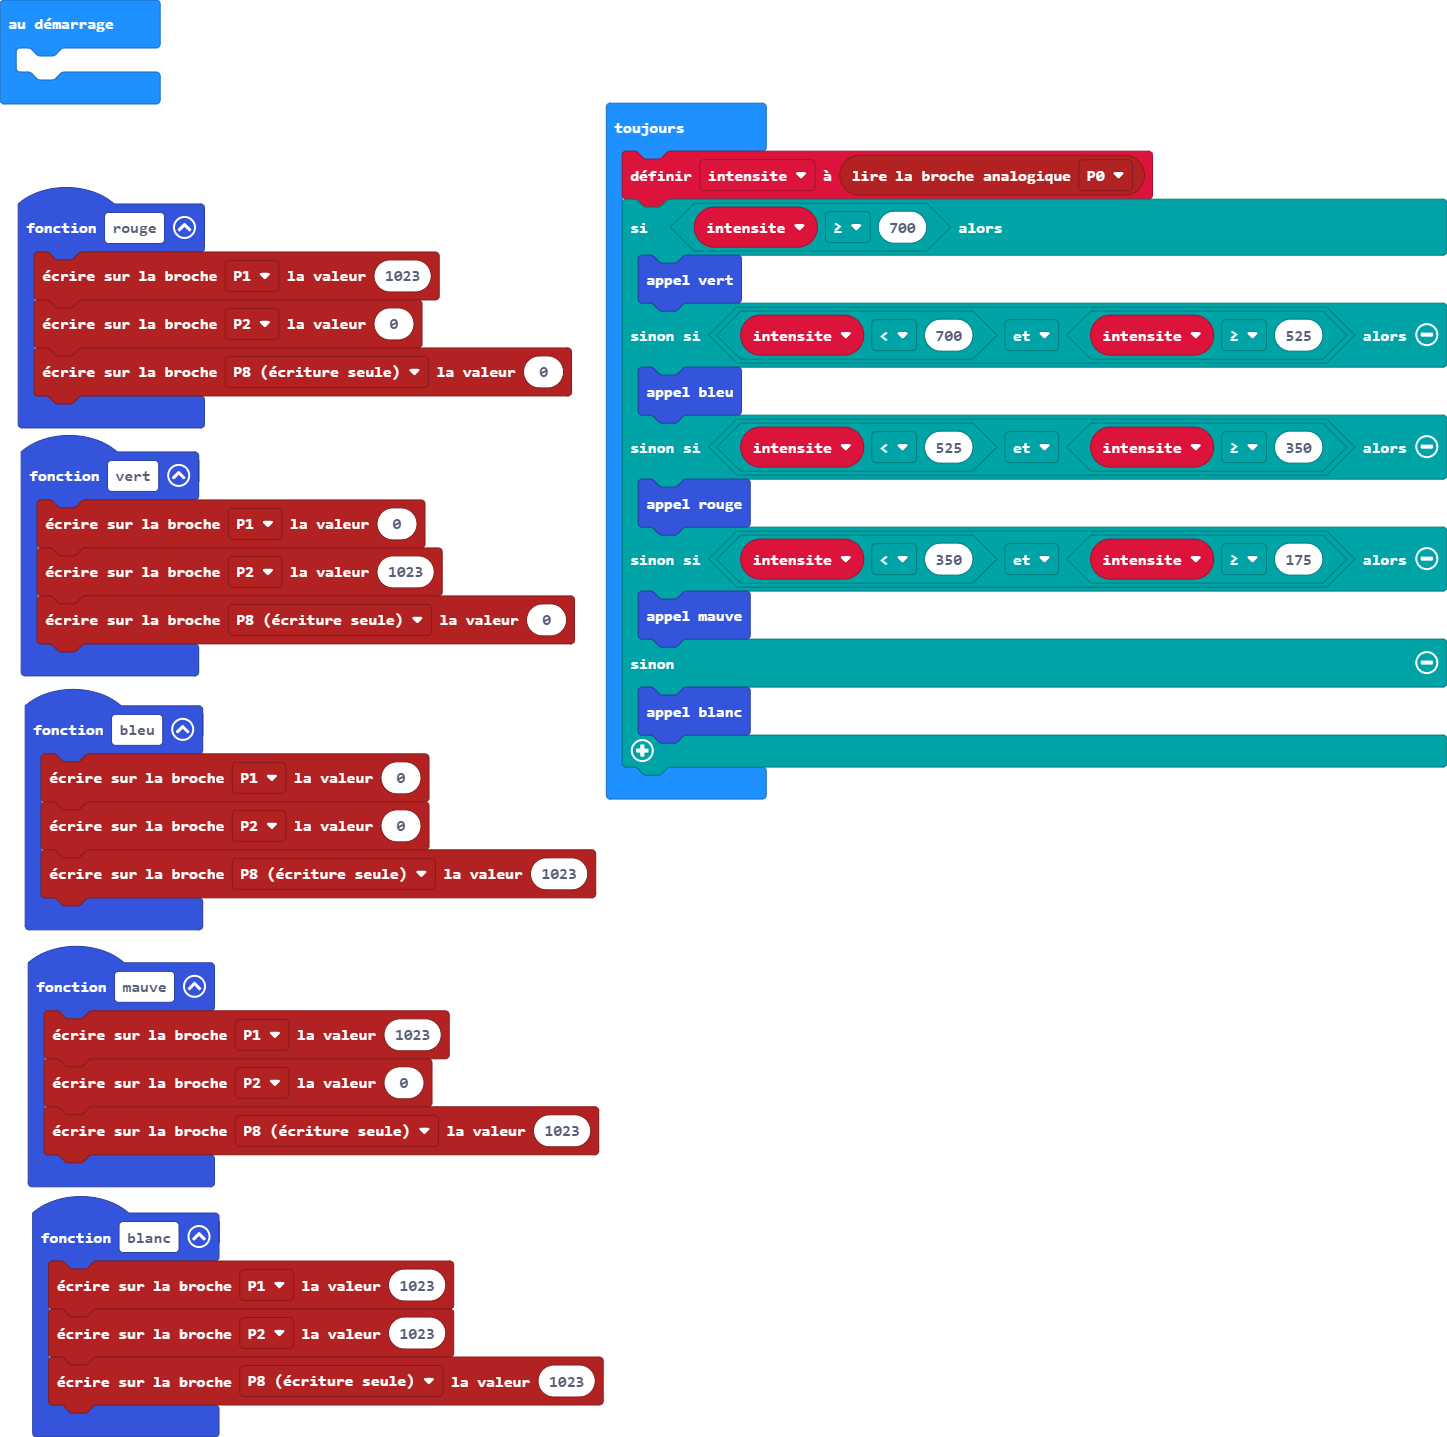 au démarrage
fonction rouge
écrire sur la broche P1 la valeur 1023
écrire sur la broche P2 la valeur 0
écrire sur la broche P8 (écriture seule) la valeur 0
fonction vert
écrire sur la broche P1 la valeur 0
écrire sur la broche P2 la valeur 1023
écrire sur la broche P8 (écriture seule) la valeur 0
fonction bleu
écrire sur la broche P1 la valeur 0
écrire sur la broche P2 la valeur 0
écrire sur la broche P8 (écriture seule) la valeur 1023
fonction mauve
écrire sur la broche P1 la valeur 1023
écrire sur la broche P2 la valeur 0
écrire sur la broche P8 (écriture seule) la valeur 1023
fonction blanc
écrire sur la broche P1 la valeur 1023
écrire sur la broche P2 la valeur 1023
écrire sur la broche P8 (écriture seule) la valeur 1023
toujours
définir intensite à lire la broche analogique P0
si intensite ≥ 700 alors
appel vert
sinon si intensite < 700 et intensite ≥ 525 alors
appel bleu
sinon si intensite < 525 et intensite ≥ 350 alors
appel rouge
sinon si intensite < 350 et intensite ≥ 175 alors
appel mauve
sinon
appel blanc